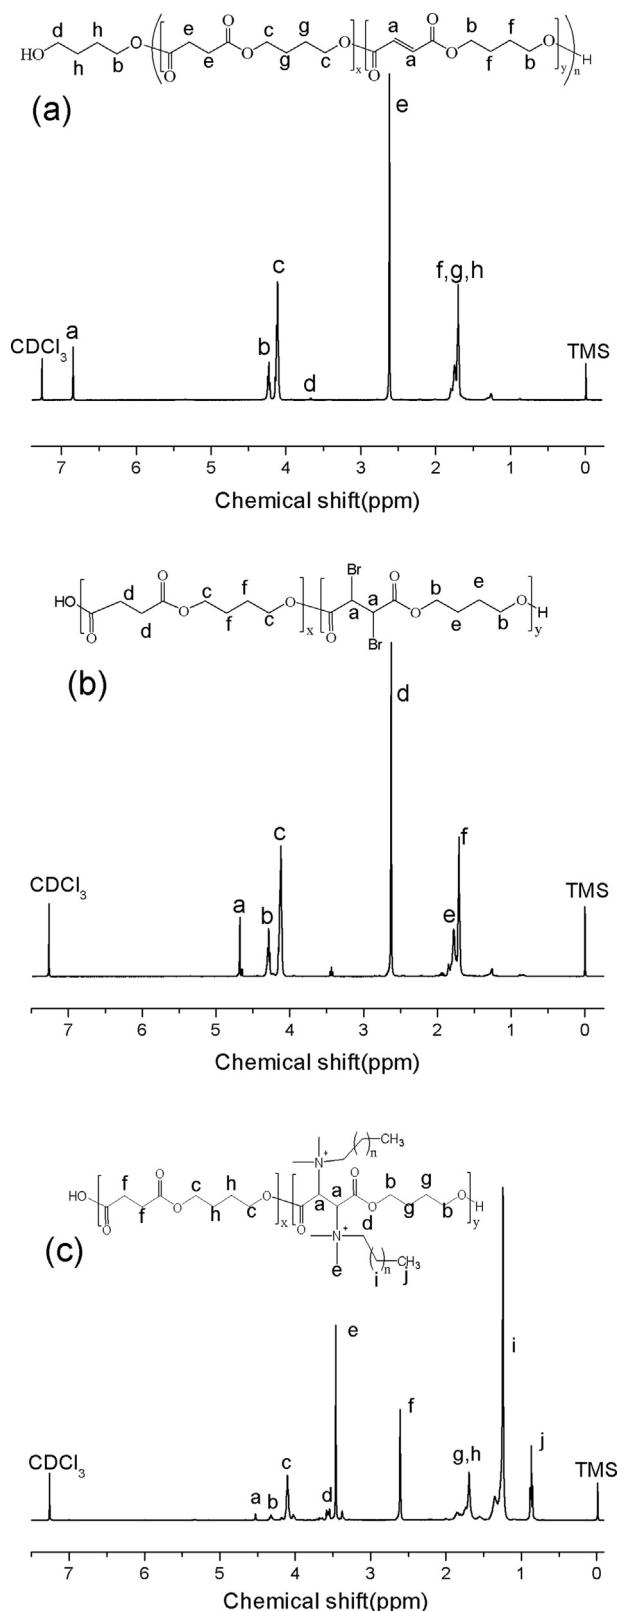 d h e O c g O a O b f
HO h b O O e O g c O O a O f b O H
x y n
(a)
e
c f,g,h
a b d
CDCl3 TMS
7 6 5 4 3 2 1 0
Chemical shift(ppm)
Br
d O c f O O b e
HO d O f c O a a O e b O H
O x O Br y
(b)
d
c f
CDCl3 a b e TMS
7 6 5 4 3 2 1 0
Chemical shift(ppm)
n CH3
N+
f O c h O a O b g O
HO f O h c a O d g b H
O x O N+ y
e i n j CH3
(c)
e i
f
c g,h j
CDCl3 a b d TMS
7 6 5 4 3 2 1 0
Chemical shift(ppm)